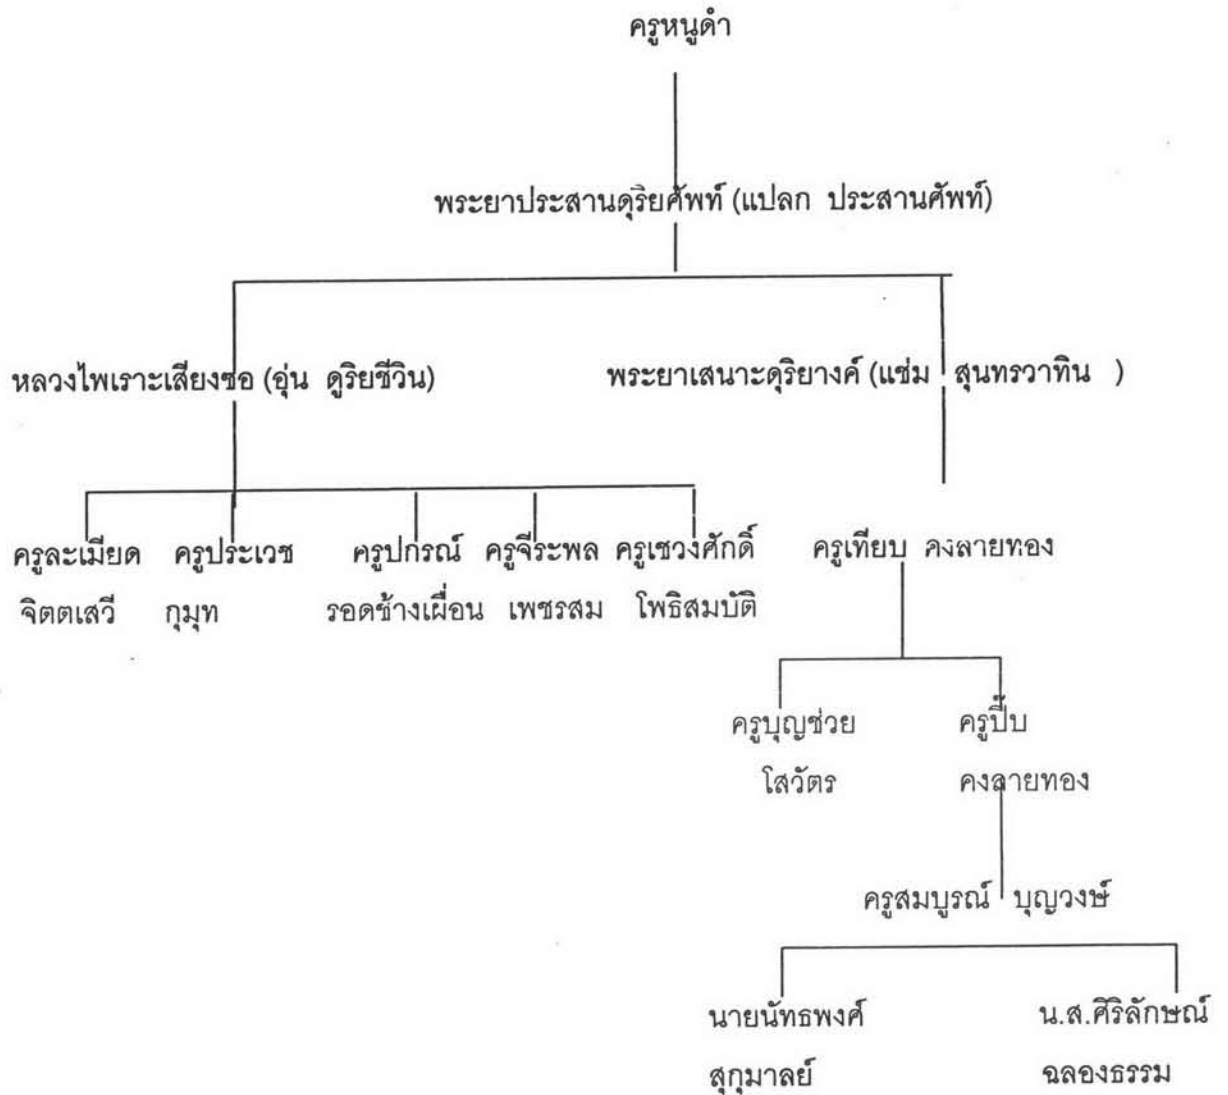 ครูหนูดำ
พระยาประสานดุริยศัพท์ (แปลก ประสานศัพท์)
หลวงไพเราะเสียงซอ (อุ่น ดูริยชีวิน) พระยาเสนาะดุริยางค์ (แช่ม สุนทรวาทิน )
ครูละเมียด ครูประเวช ครูปกรณ์ ครูจีระพล ครูเชวงศักดิ์ ครูเทียบ คงลายทอง
จิตตเสวี กุมุท รอดช้างเผื่อน เพชรสม โพธิสมบัติ
ครูบุญช่วย ครูปี๊บ
โสวัตร คงลายทอง
ครูสมบูรณ์ บุญวงษ์
นายนัทธพงศ์ น.ส.ศิริลักษณ์
สุกุมาลย์ ฉลองธรรม